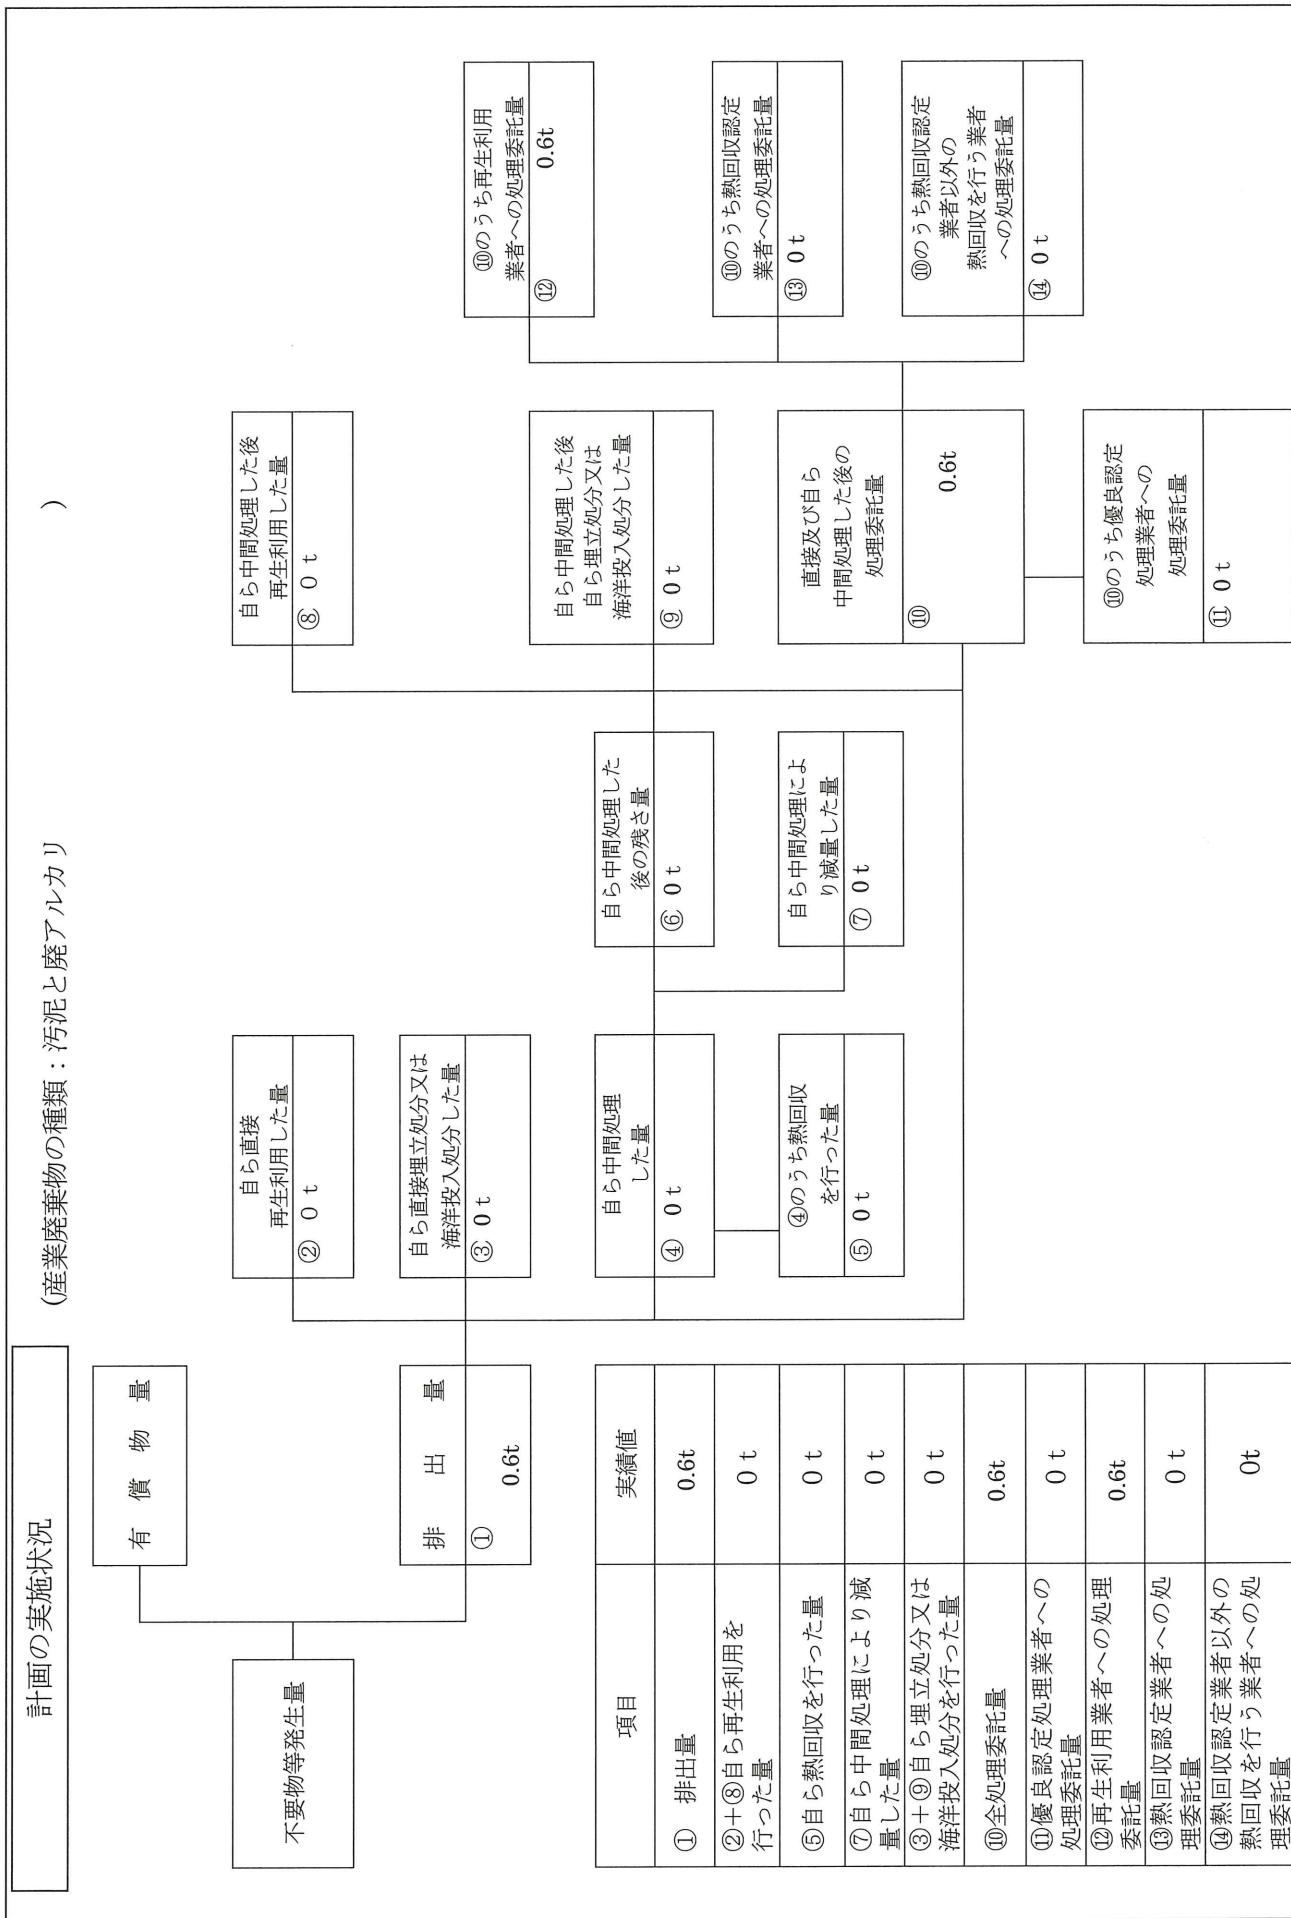 計画の実施状況
(産業廃棄物の種類：汚泥と廃アルカリ )
不要物等発生量
有償物量
排出量
①
0.6t
自ら直接
再生利用した量
② 0 t
自ら直接埋立処分又は
海洋投入処分した量
③ 0 t
自ら中間処理
した量
④ 0 t
④のうち熱回収
を行った量
⑤ 0 t
自ら中間処理した
後の残さ量
⑥ 0 t
自ら中間処理によ
り減量した量
⑦ 0 t
自ら中間処理した後
再生利用した量
⑧ 0 t
自ら中間処理した後
自ら埋立処分又は
海洋投入処分した量
⑨ 0 t
直接及び自ら
中間処理した後の
処理委託量
⑩ 0.6t
⑩のうち優良認定
処理業者への
処理委託量
⑪ 0 t
⑩のうち再生利用
業者への処理委託量
⑫ 0.6t
⑩のうち熱回収認定
業者への処理委託量
⑬ 0 t
⑩のうち熱回収認定
業者以外の
熱回収を行う業者
への処理委託量
⑭ 0 t
項目 実績値
① 排出量 0.6t
②＋⑧自ら再生利用を
行った量 0 t
⑤自ら熱回収を行った量 0 t
⑦自ら中間処理により減
量した量 0 t
③＋⑨自ら埋立処分又は
海洋投入処分を行った量 0 t
⑩全処理委託量 0.6t
⑪優良認定処理業者への
処理委託量 0 t
⑫再生利用業者への処理
委託量 0.6t
⑬熱回収認定業者への処
理委託量 0 t
⑭熱回収認定業者以外の
熱回収を行う業者への処
理委託量 0t